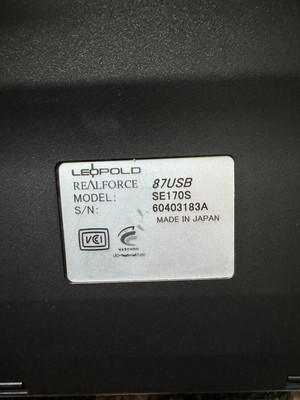 LEOPOLD
REALFORCE 87USB
MODEL: SE170S
S/N: 60403183A
MADE IN JAPAN
VCI